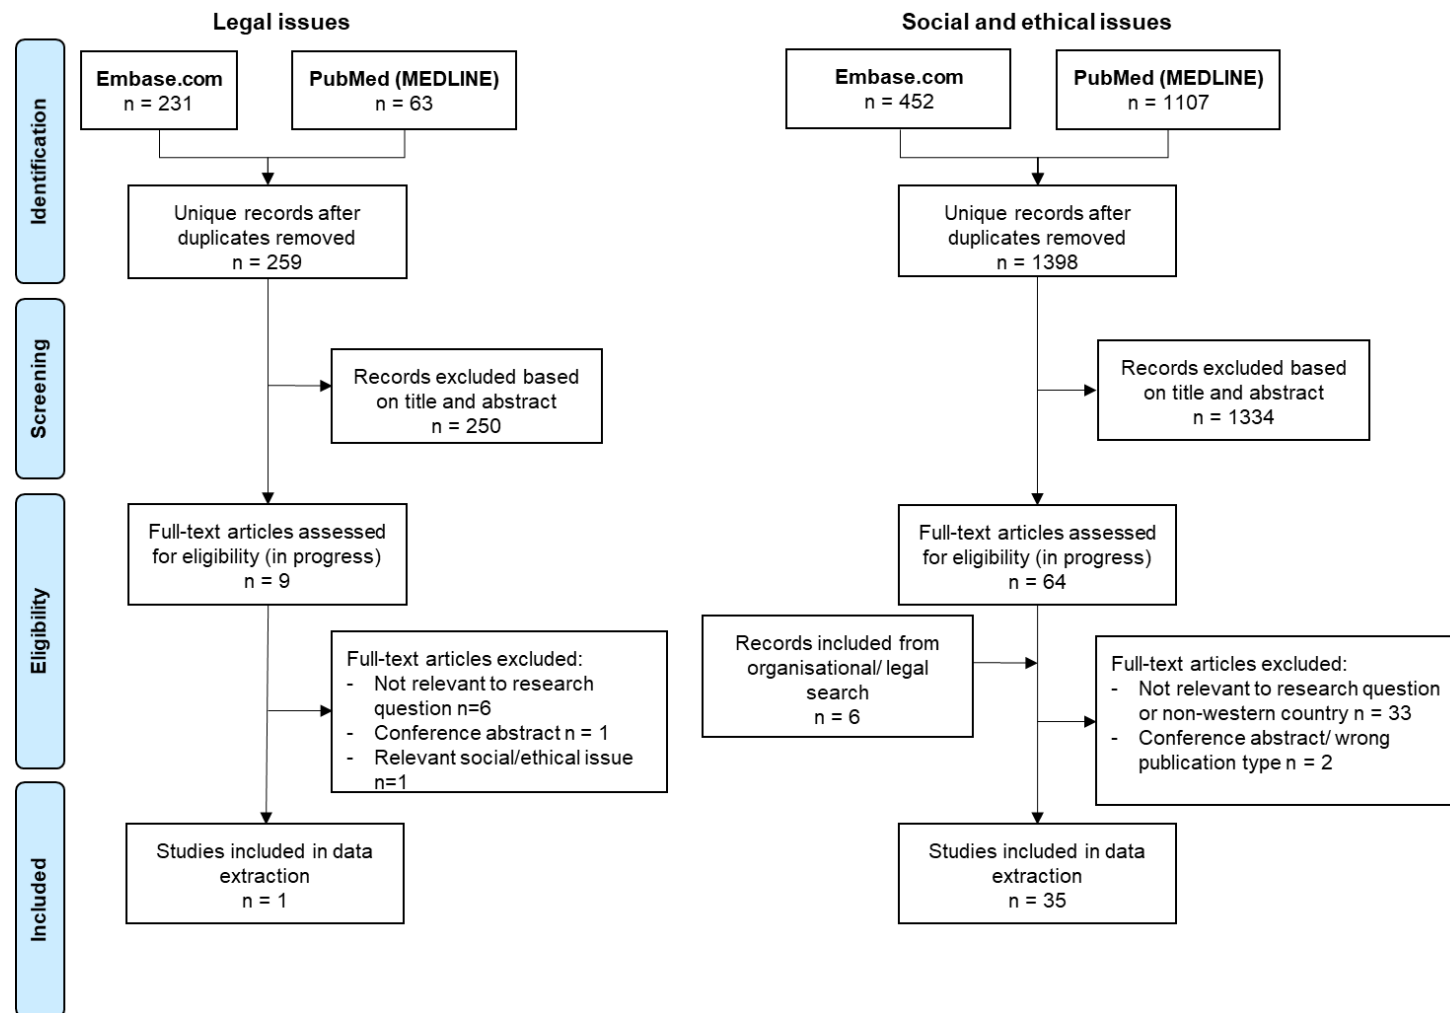 Legal issues
Social and ethical issues
Identification
Embase.com
n = 231
PubMed (MEDLINE)
n = 63
Embase.com
n = 452
PubMed (MEDLINE)
n = 1107
Unique records after
duplicates removed
n = 259
Unique records after
duplicates removed
n = 1398
Screening
Records excluded based
on title and abstract
n = 250
Records excluded based
on title and abstract
n = 1334
Eligibility
Full-text articles assessed
for eligibility (in progress)
n = 9
Full-text articles assessed
for eligibility (in progress)
n = 64
Full-text articles excluded:
- Not relevant to research
question n=6
- Conference abstract n = 1
- Relevant social/ethical issue
n=1
Records included from
organisational/ legal
search
n = 6
Full-text articles excluded:
- Not relevant to research question
or non-western country n = 33
- Conference abstract/ wrong
publication type n = 2
Included
Studies included in data
extraction
n = 1
Studies included in data
extraction
n = 35